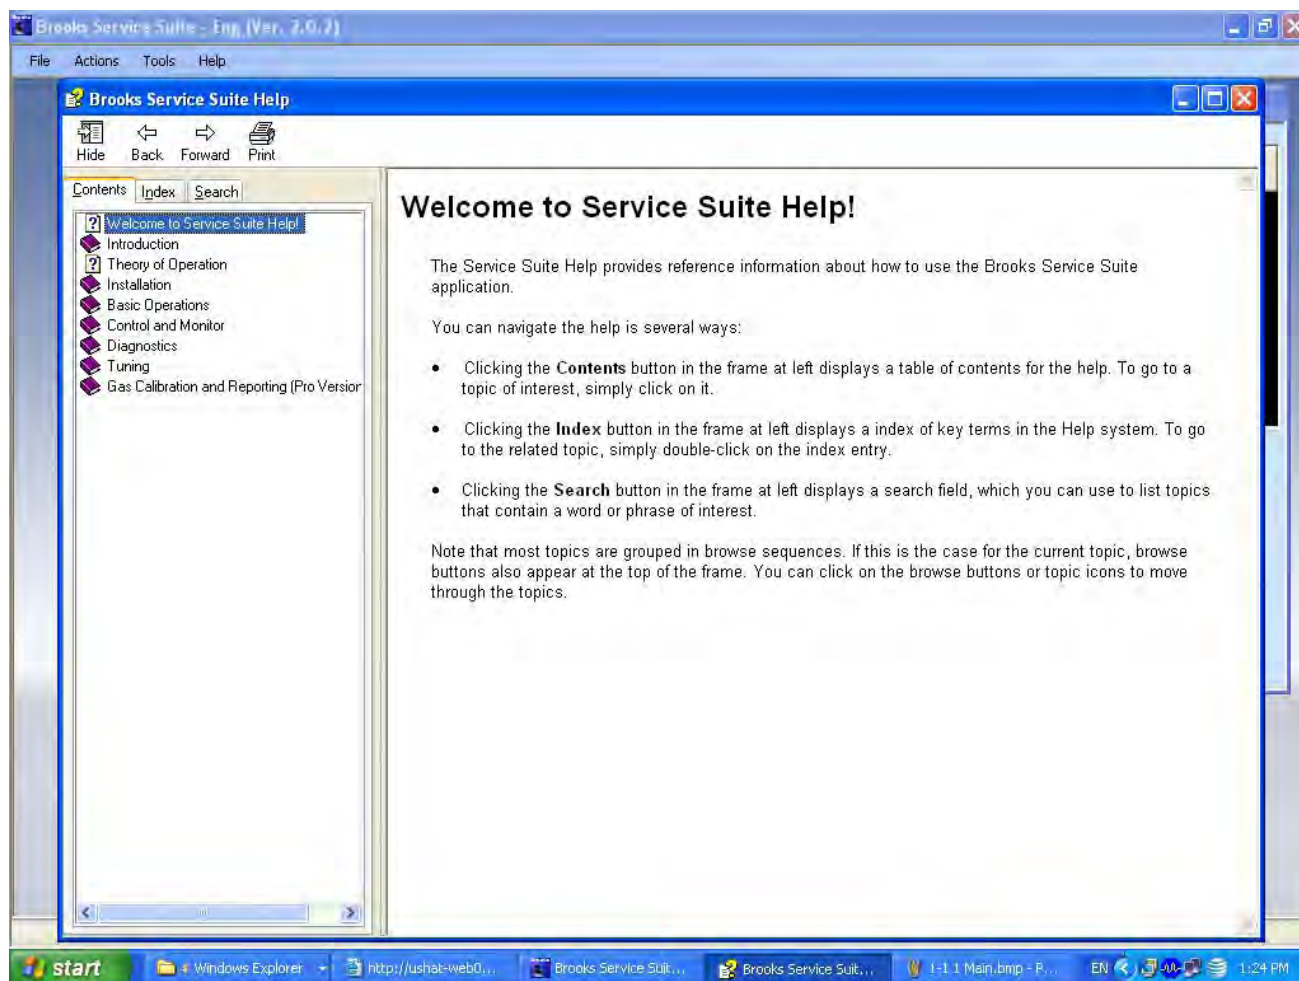 Brooks Service Suite - Eng (Ver. 2.0.2)
File Actions Tools Help
Brooks Service Suite Help
Hide Back Forward Print
Contents Index Search
Welcome to Service Suite Help!
Introduction
Theory of Operation
Installation
Basic Operations
Control and Monitor
Diagnostics
Tuning
Gas Calibration and Reporting (Pro Version
Welcome to Service Suite Help!
The Service Suite Help provides reference information about how to use the Brooks Service Suite
application.
You can navigate the help is several ways:
• Clicking the Contents button in the frame at left displays a table of contents for the help. To go to a
topic of interest, simply click on it.
• Clicking the Index button in the frame at left displays a index of key terms in the Help system. To go
to the related topic, simply double-click on the index entry.
• Clicking the Search button in the frame at left displays a search field, which you can use to list topics
that contain a word or phrase of interest.
Note that most topics are grouped in browse sequences. If this is the case for the current topic, browse
buttons also appear at the top of the frame. You can click on the browse buttons or topic icons to move
through the topics.
start 4 Windows Explorer http://ushat-web0... Brooks Service Suit... Brooks Service Suit... 1-1 1 Main.bmp - P... EN 1:24 PM